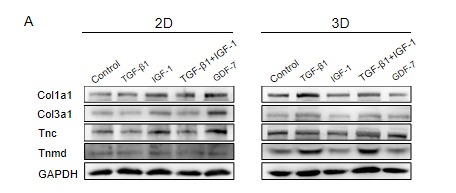 A
2D 3D
Control TGF-β1 IGF-1 TGF-β1+IGF-1 GDF-7 Control TGF-β1 IGF-1 TGF-β1+IGF-1 GDF-7
Col1a1
Col3a1
Tnc
Tnmd
GAPDH